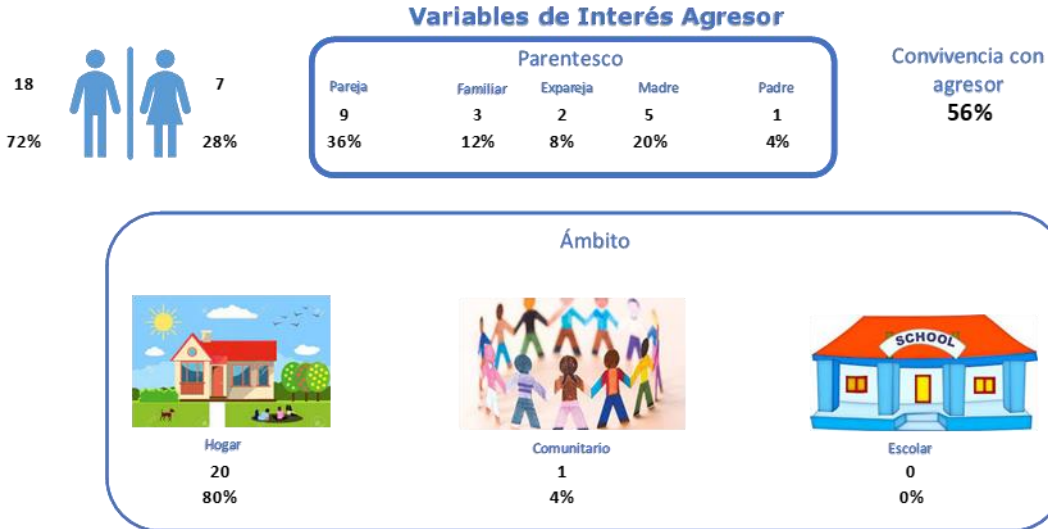 Variables de Interés Agresor
18
72%
7
28%
Parentesco
Pareja Familiar Expareja Madre Padre
9 3 2 5 1
36% 12% 8% 20% 4%
Convivencia con
agresor
56%
Ámbito
SCHOOL
Hogar Comunitario Escolar
20 1 0
80% 4% 0%